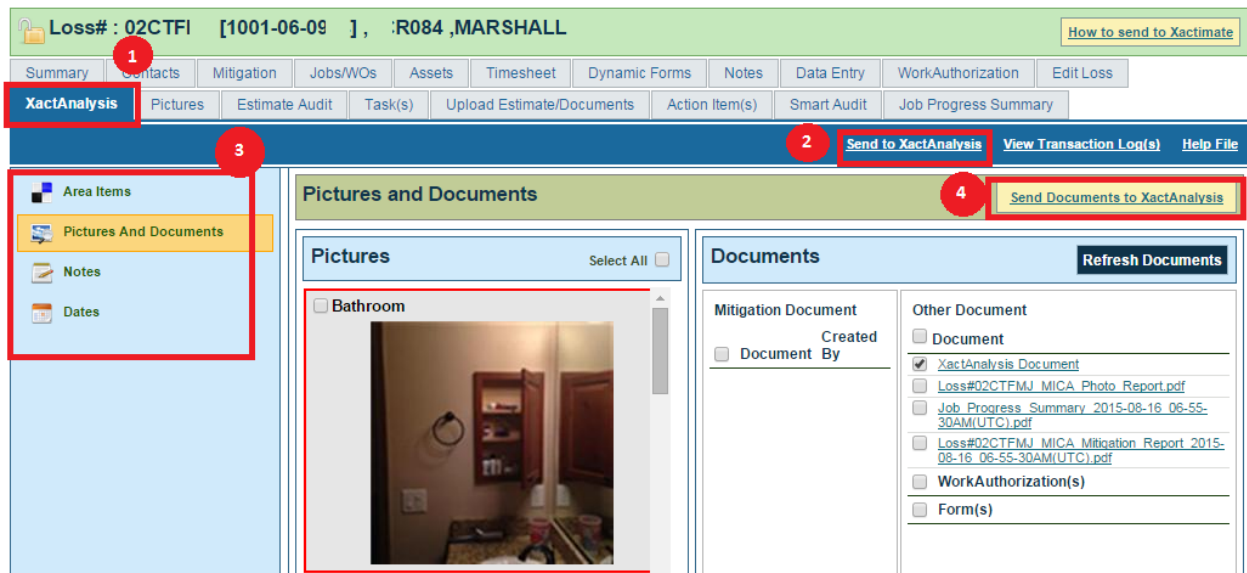 Loss# : 02CTFI [1001-06-09 ] , :R084 ,MARSHALL
How to send to Xactimate
1
Summary Contacts Mitigation Jobs/WOs Assets Timesheet Dynamic Forms Notes Data Entry WorkAuthorization Edit Loss
XactAnalysis Pictures Estimate Audit Task(s) Upload Estimate/Documents Action Item(s) Smart Audit Job Progress Summary
2 Send to XactAnalysis View Transaction Log(s) Help File
3
Area Items
Pictures And Documents
Notes
Dates
Pictures and Documents
4 Send Documents to XactAnalysis
Pictures Select All
Bathroom
Documents Refresh Documents
Mitigation Document
Document Created By
Other Document
Document
XactAnalysis Document
Loss#02CTFMJ_MICA_Photo_Report.pdf
Job_Progress_Summary_2015-08-16_06-55-
30AM(UTC).pdf
Loss#02CTFMJ_MICA_Mitigation_Report_2015-
08-16_06-55-30AM(UTC).pdf
WorkAuthorization(s)
Form(s)